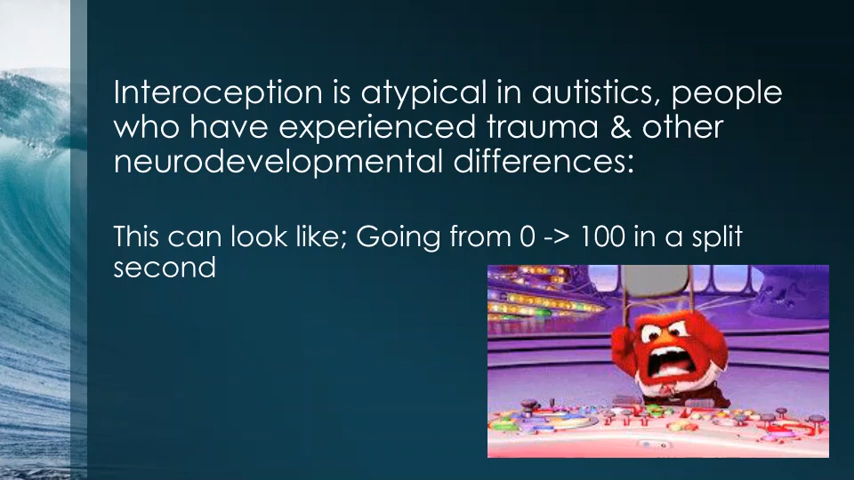 Interoception is atypical in autistics, people
who have experienced trauma & other
neurodevelopmental differences:
This can look like; Going from 0 -> 100 in a split
second